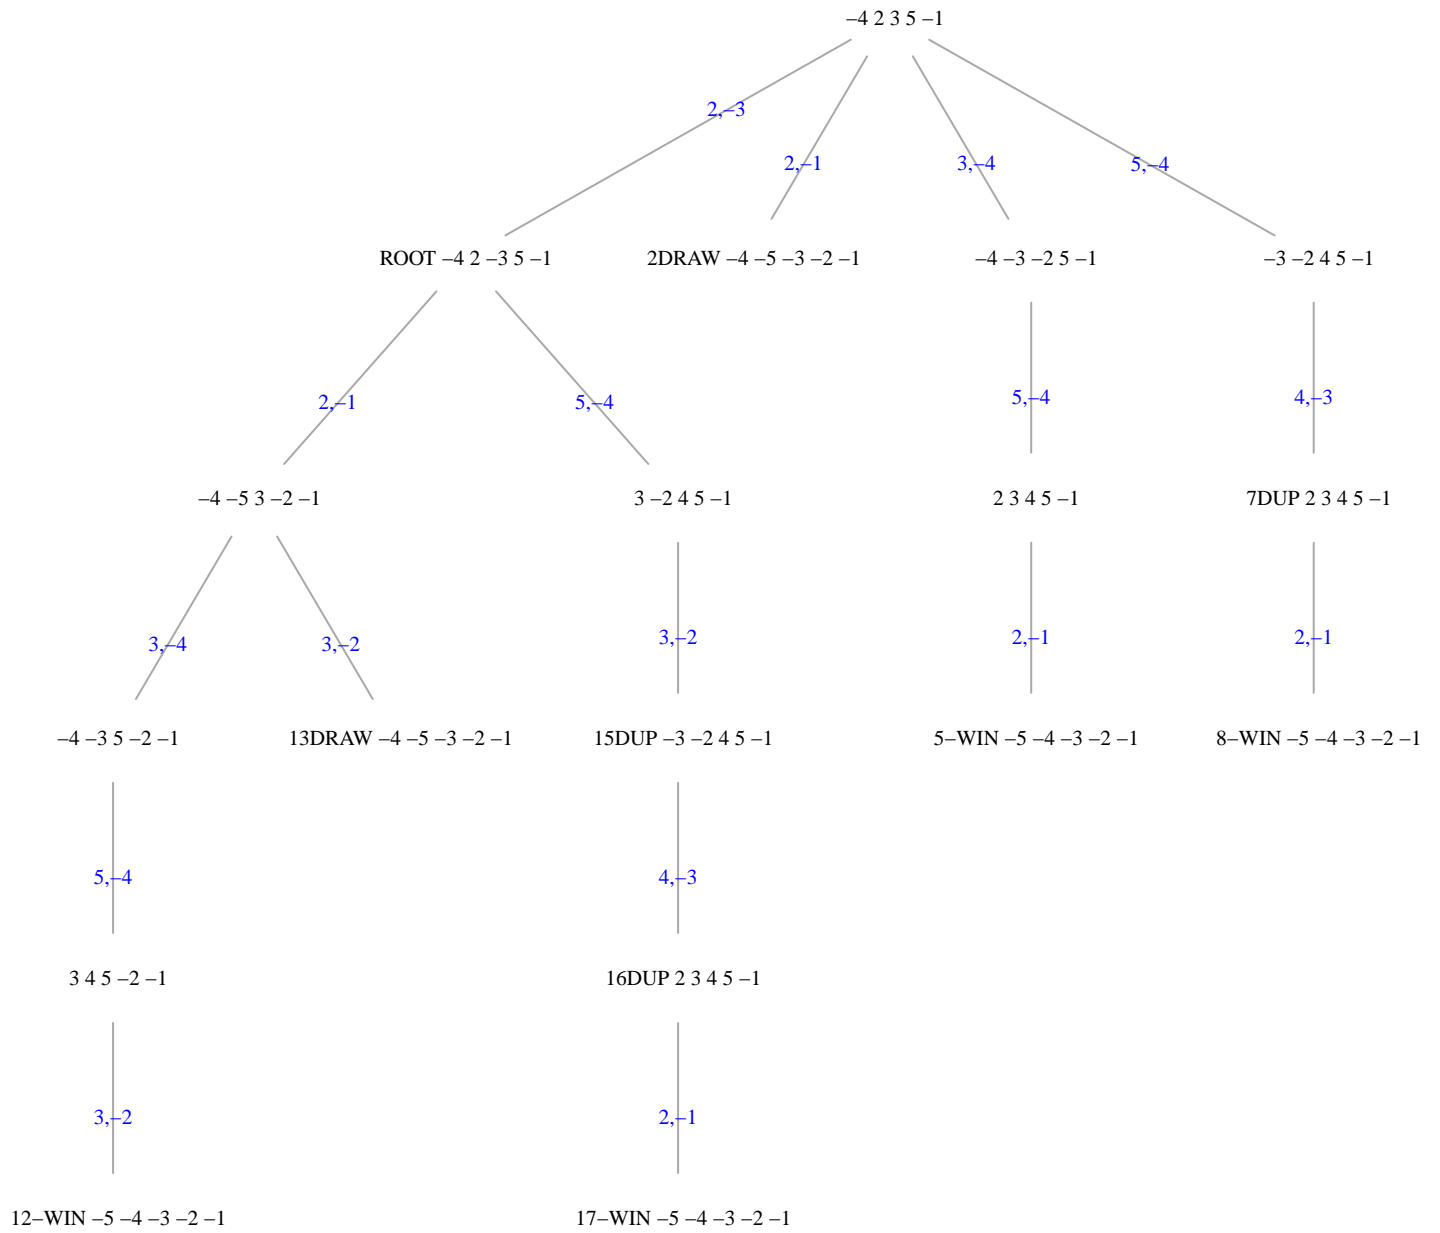 −4 2 3 5 −1
2,−3
2,−1
3,−4
5,−4
ROOT −4 2 −3 5 −1
2DRAW −4 −5 −3 −2 −1
−4 −3 −2 5 −1
−3 −2 4 5 −1
2,−1
5,−4
5,−4
4,−3
−4 −5 3 −2 −1
3 −2 4 5 −1
2 3 4 5 −1
7DUP 2 3 4 5 −1
3,−4
3,−2
3,−2
2,−1
2,−1
−4 −3 5 −2 −1
13DRAW −4 −5 −3 −2 −1
15DUP −3 −2 4 5 −1
5−WIN −5 −4 −3 −2 −1
8−WIN −5 −4 −3 −2 −1
5,−4
4,−3
3 4 5 −2 −1
16DUP 2 3 4 5 −1
3,−2
2,−1
12−WIN −5 −4 −3 −2 −1
17−WIN −5 −4 −3 −2 −1